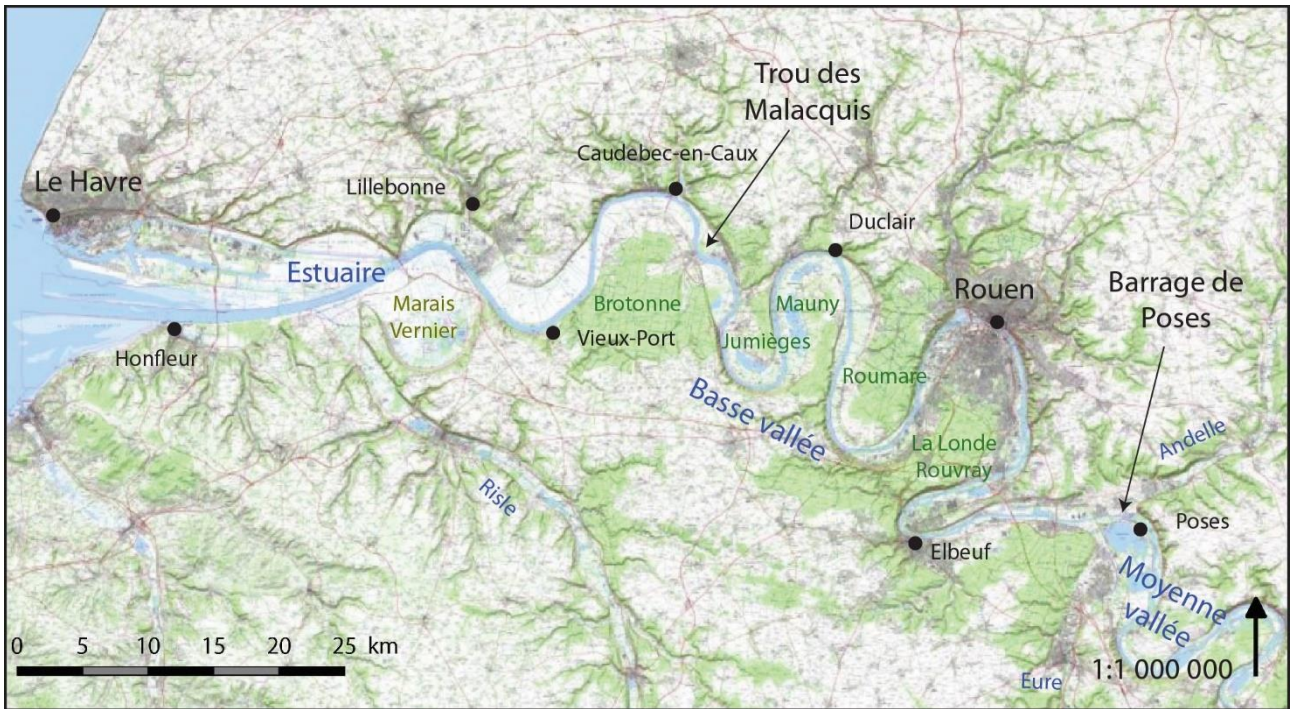 Trou des
Malacquis
Caudebec-en-Caux
Le Havre
Lillebonne
Duclair
Estuaire
Rouen
Barrage de
Poses
Marais
Vernier
Brotonne
Mauny
Honfleur
Vieux-Port
Jumièges
Roumare
Basse vallée
La Londe
Rouvray
Andelle
Risle
Poses
Elbeuf
Moyenne
vallée
0 5 10 15 20 25 km
1:1 000 000
Eure